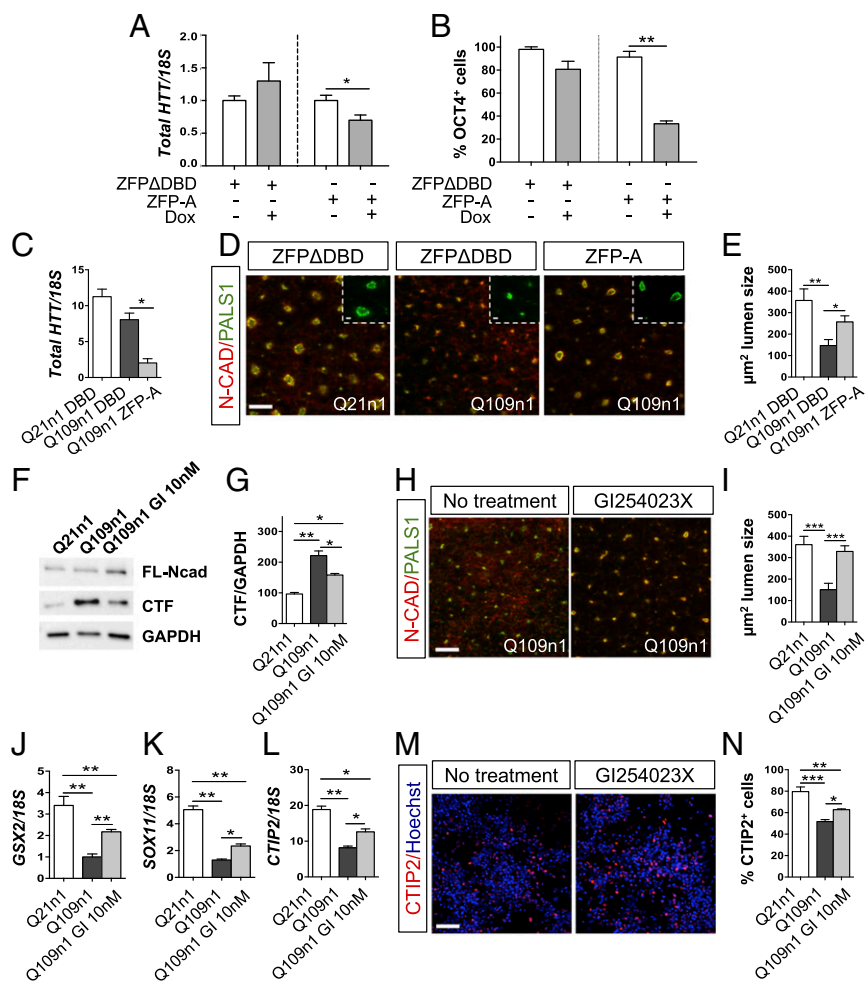 A
Total HTT/18S
1.5
1.0
0.5
0.0
*
ZFPΔDBD + + - -
ZFP-A - - + +
Dox - + - +
B
% OCT4+ cells
100
80
60
40
20
0
**
+ + - -
- - + +
- + - +
C
Total HTT/18S
15
10
5
0
*
Q21n1 DBD
Q109n1 DBD
Q109n1 ZFP-A
D
N-CAD/PALS1
ZFPΔDBD
ZFPΔDBD
ZFP-A
Q21n1
Q109n1
Q109n1
E
µm² lumen size
500
400
300
200
100
0
**
*
Q21n1 DBD
Q109n1 DBD
Q109n1 ZFP-A
F
Q21n1
Q109n1
Q109n1 GI 10nM
FL-Ncad
CTF
GAPDH
G
CTF/GAPDH
300
200
100
0
*
**
*
Q21n1
Q109n1
Q109n1 GI 10nM
H
N-CAD/PALS1
No treatment
GI254023X
Q109n1
Q109n1
I
µm² lumen size
500
400
300
200
100
0
***
***
Q21n1
Q109n1
Q109n1 GI 10nM
J
GSX2/18S
5
4
3
2
1
0
**
**
**
Q21n1
Q109n1
Q109n1 GI 10nM
K
SOX11/18S
8
6
4
2
0
**
**
*
Q21n1
Q109n1
Q109n1 GI 10nM
L
CTIP2/18S
30
20
10
0
*
**
*
Q21n1
Q109n1
Q109n1 GI 10nM
M
CTIP2/Hoechst
No treatment
GI254023X
N
% CTIP2+ cells
100
80
60
40
20
0
**
***
*
Q21n1
Q109n1
Q109n1 GI 10nM